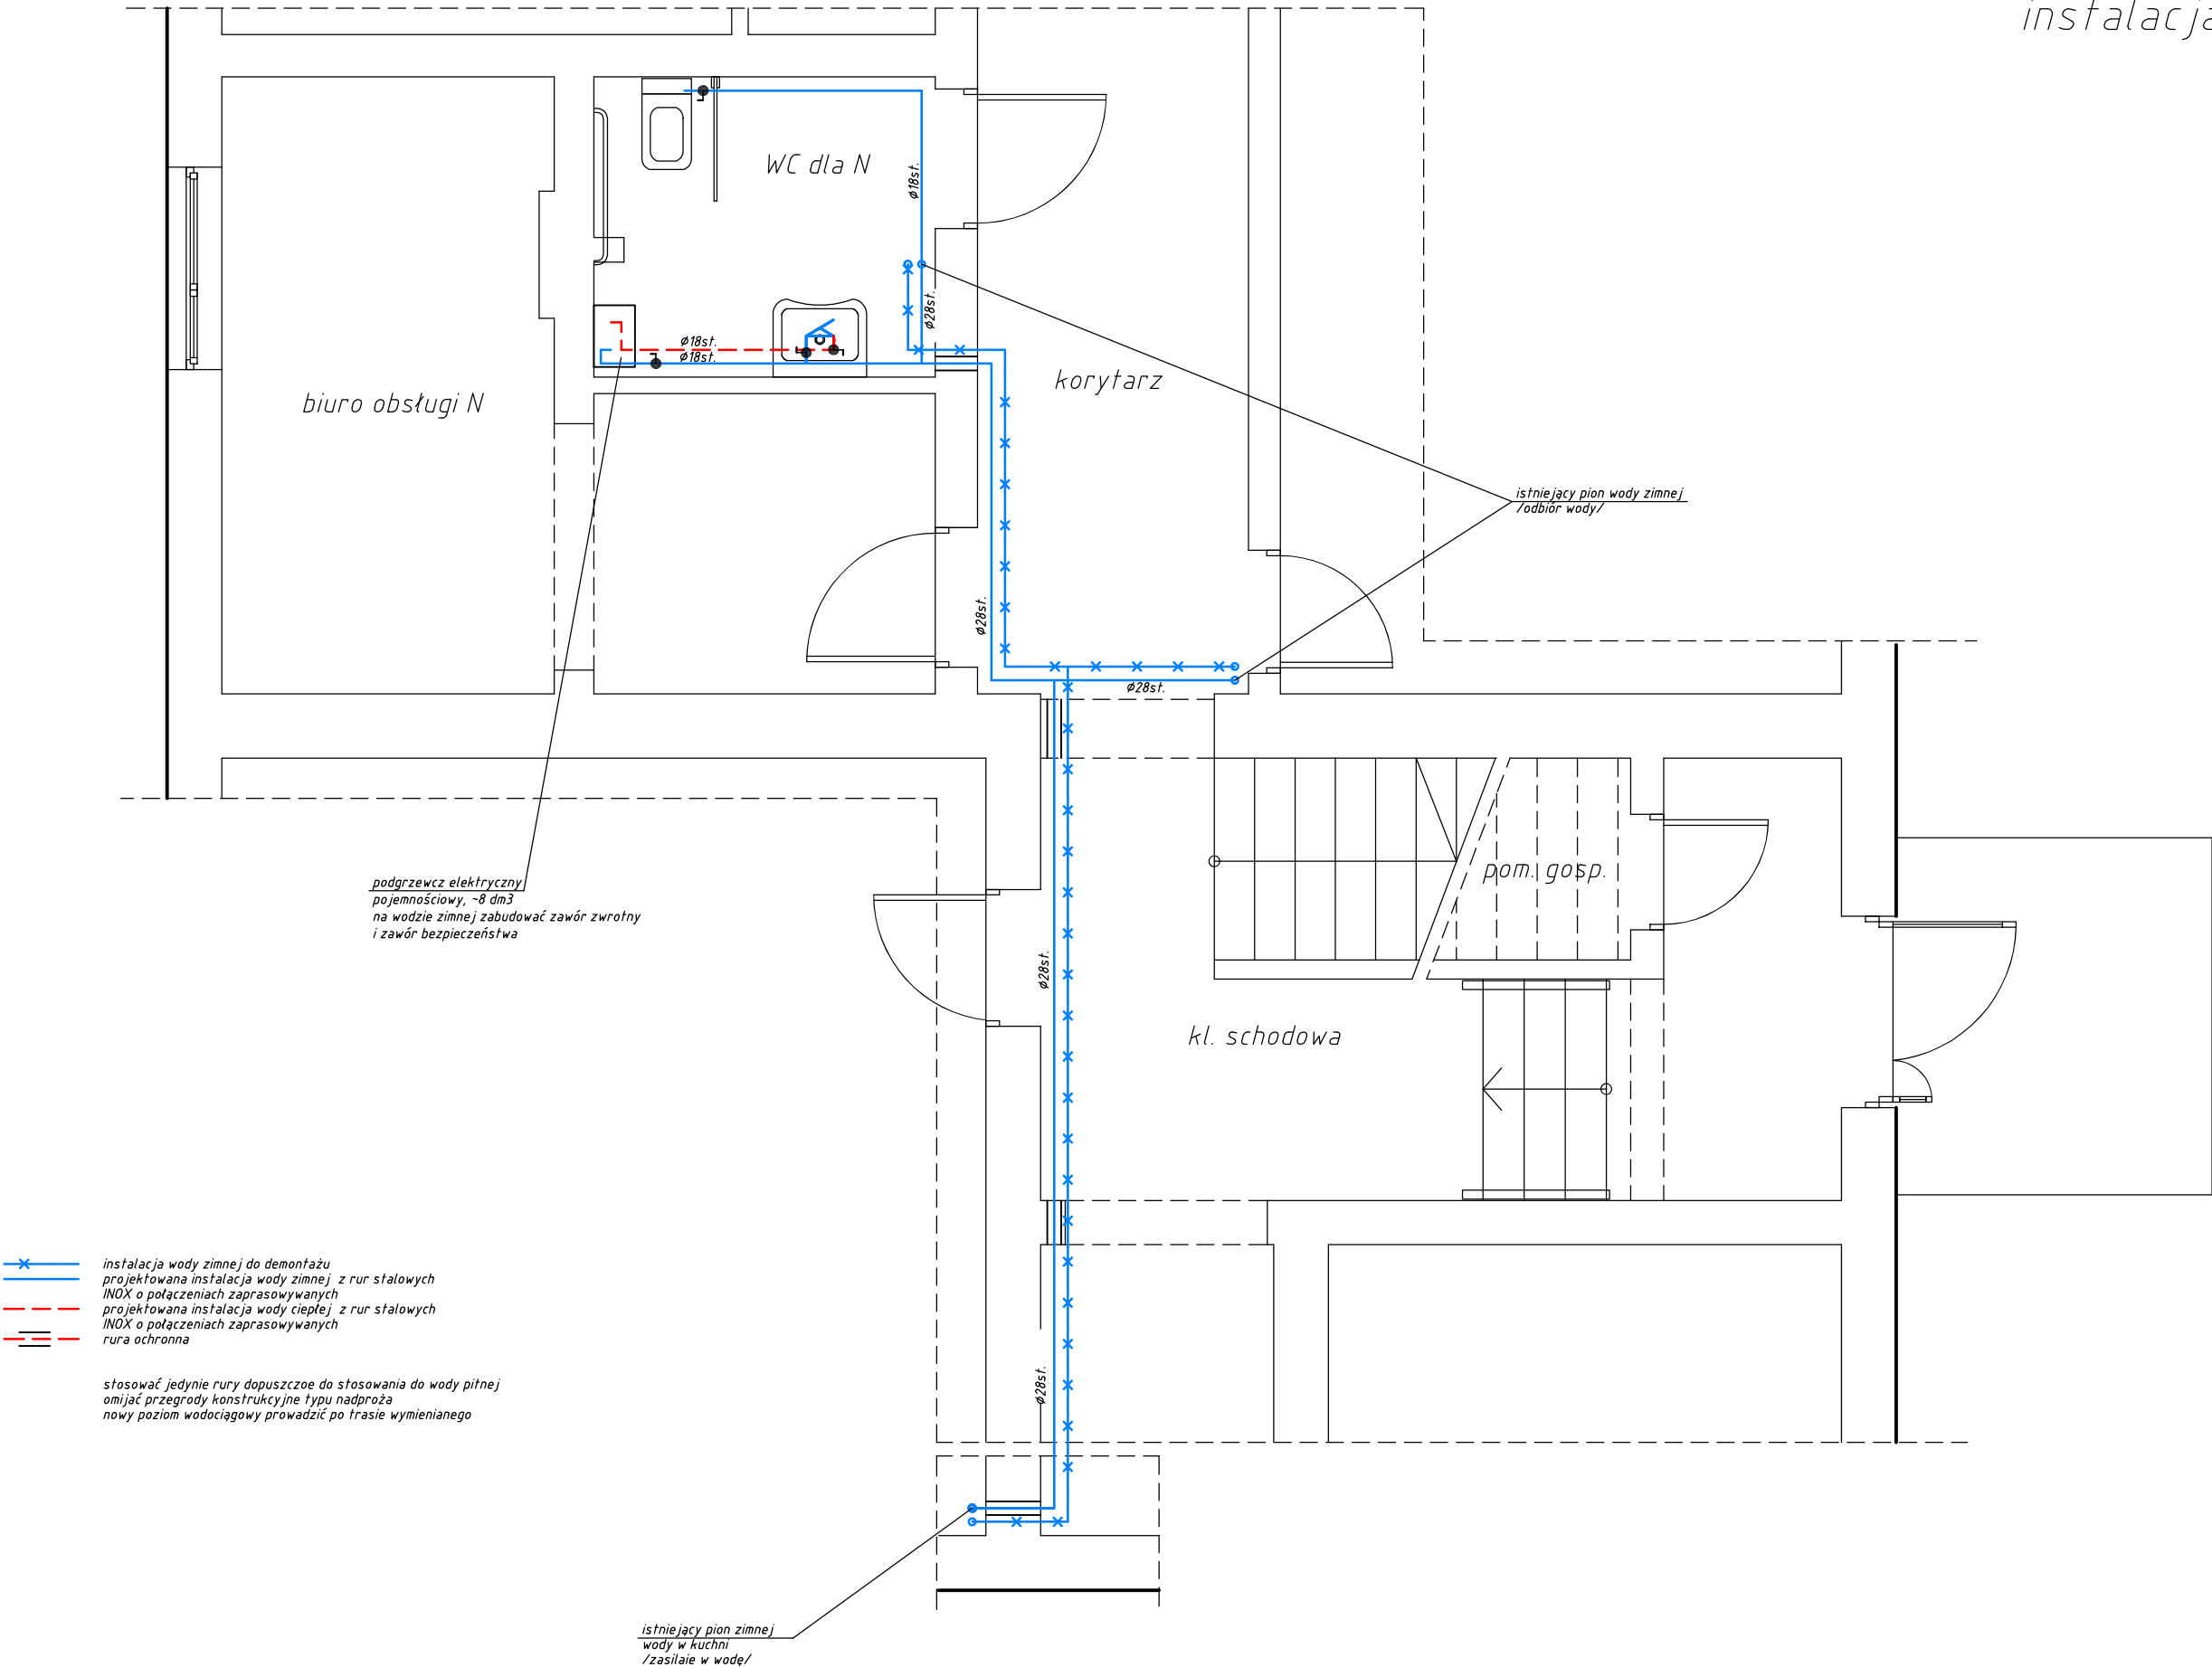 instalacja
WC dla N
ø18st.
ø28st.
ø18st.
ø18st.
korytarz
biuro obsługi N
istniejący pion wody zimnej
/odbiór wody/
ø28st.
ø28st.
pom. gosp.
podgrzewcz elektryczny
pojemnościowy, ~8 dm3
na wodzie zimnej zabudować zawór zwrotny
i zawór bezpieczeństwa
ø28st.
kl. schodowa
instalacja wody zimnej do demontażu
projektowana instalacja wody zimnej z rur stalowych
INOX o połączeniach zaprasowywanych
projektowana instalacja wody ciepłej z rur stalowych
INOX o połączeniach zaprasowywanych
rura ochronna
ø28st.
stosować jedynie rury dopuszczoe do stosowania do wody pitnej
omijać przegrody konstrukcyjne typu nadproża
nowy poziom wodociągowy prowadzić po trasie wymienianego
istniejący pion zimnej
wody w kuchni
/zasilaie w wodę/